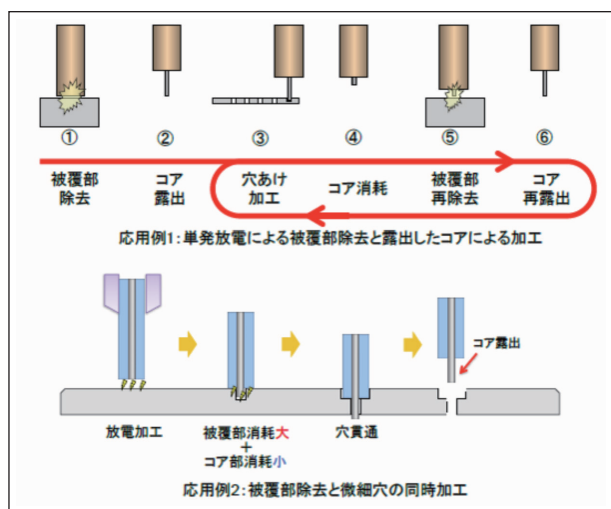 ① ② ③ ④ ⑤ ⑥
被覆部
除去
コア
露出
穴あけ
加工
コア消耗
被覆部
再除去
コア
再露出
応用例1:単発放電による被覆部除去と露出したコアによる加工
コア露出
放電加工
被覆部消耗大
+
コア部消耗小
穴貫通
応用例2:被覆部除去と微細穴の同時加工